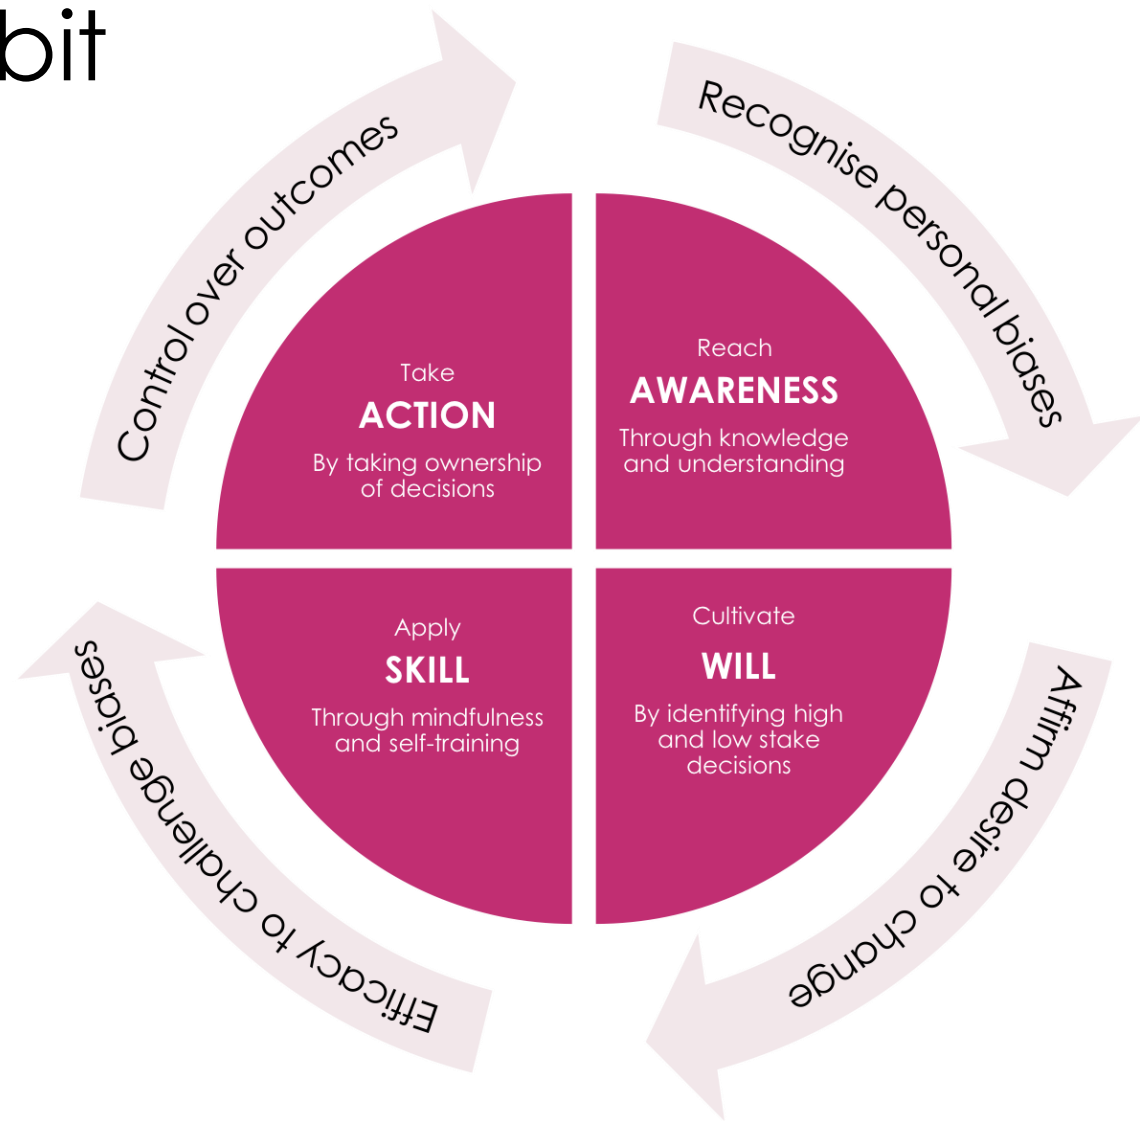 bit
Control over outcomes
Recognise personal biases
Take
ACTION
By taking ownership
of decisions
Reach
AWARENESS
Through knowledge
and understanding
Apply
SKILL
Through mindfulness
and self-training
Cultivate
WILL
By identifying high
and low stake
decisions
Efficacy to challenge biases
Affirm desire to change